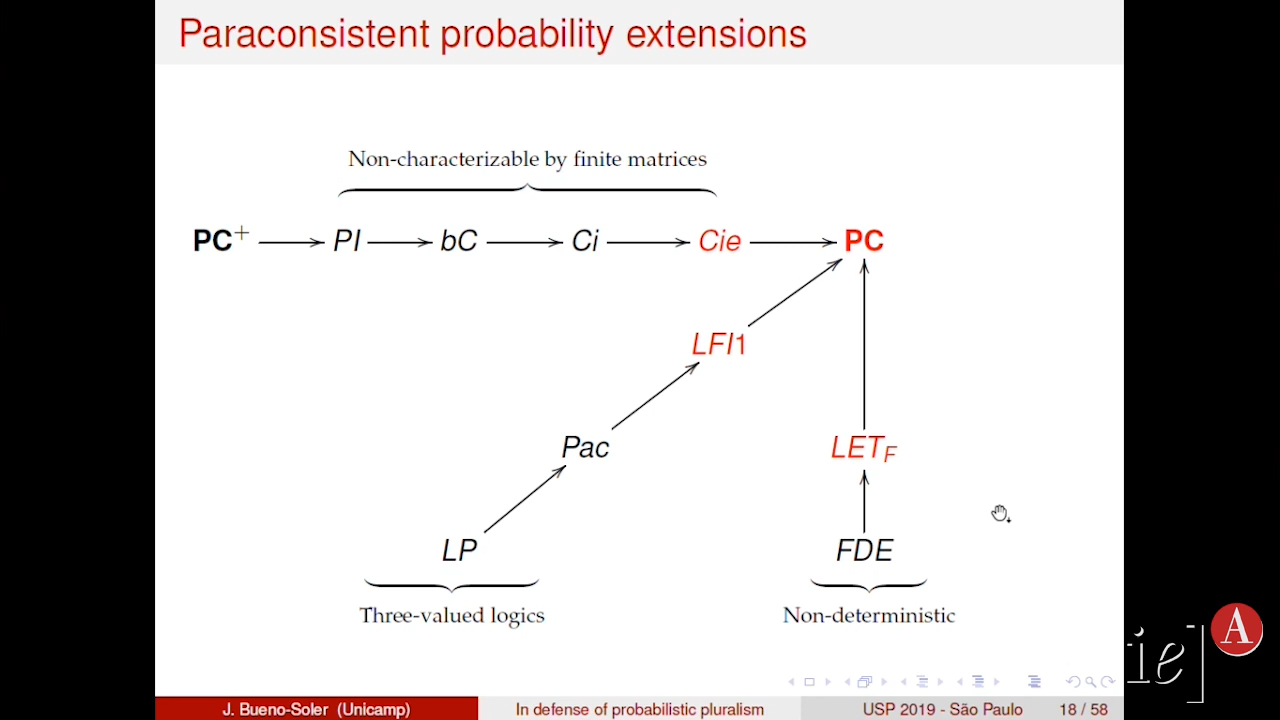 Paraconsistent probability extensions
Non-characterizable by finite matrices
PC+ PI bC Ci Cie PC
LFI1
Pac LETF
LP FDE
Three-valued logics Non-deterministic
A
ie]
J. Bueno-Soler (Unicamp) In defense of probabilistic pluralism USP 2019 - São Paulo 18 / 58